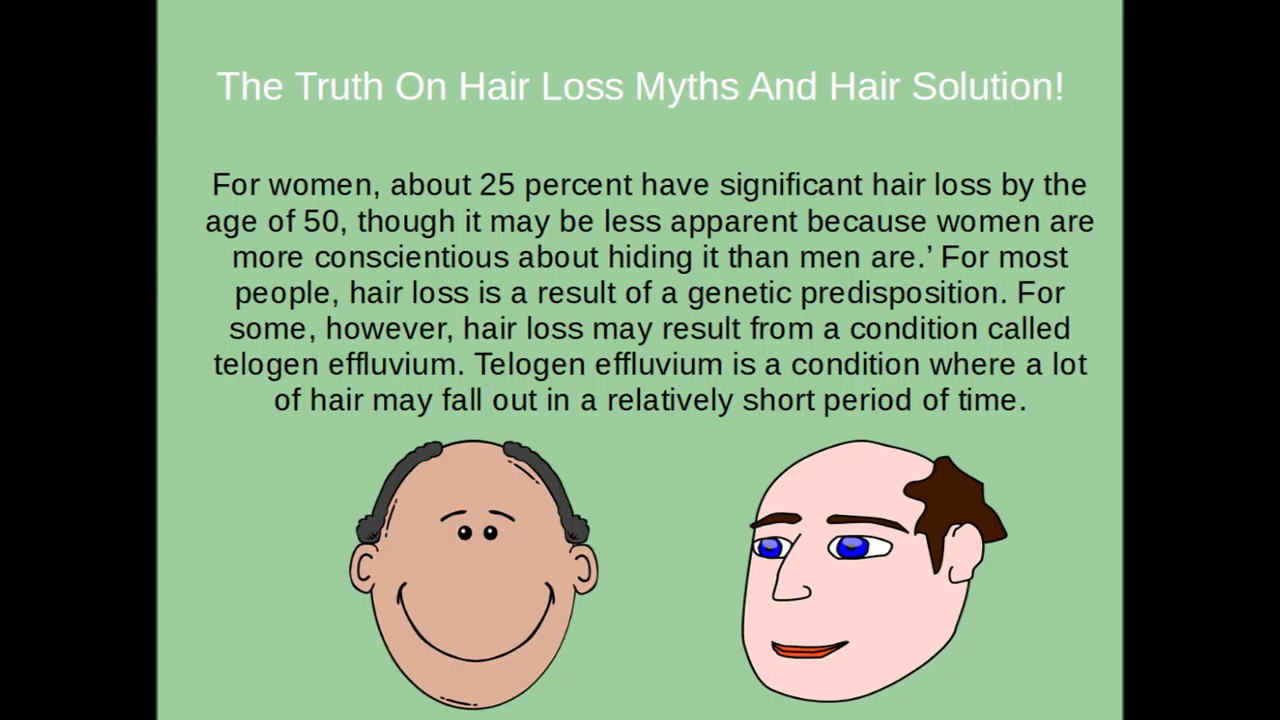 The Truth On Hair Loss Myths And Hair Solution!
For women, about 25 percent have significant hair loss by the
age of 50, though it may be less apparent because women are
more conscientious about hiding it than men are.’ For most
people, hair loss is a result of a genetic predisposition. For
some, however, hair loss may result from a condition called
telogen effluvium. Telogen effluvium is a condition where a lot
of hair may fall out in a relatively short period of time.